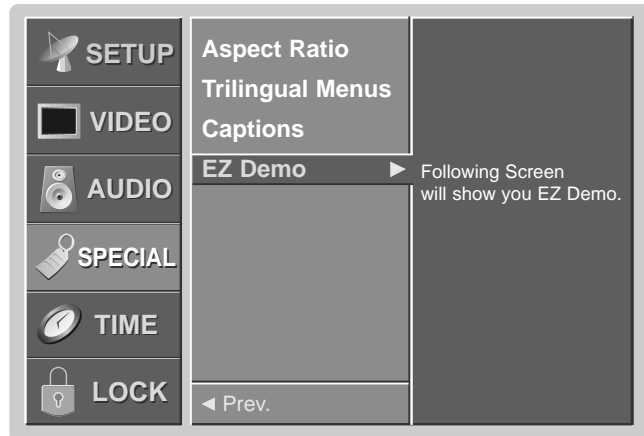 SETUP
VIDEO
AUDIO
SPECIAL
TIME
LOCK
Aspect Ratio
Trilingual Menus
Captions
EZ Demo ►
◄ Prev.
Following Screen
will show you EZ Demo.